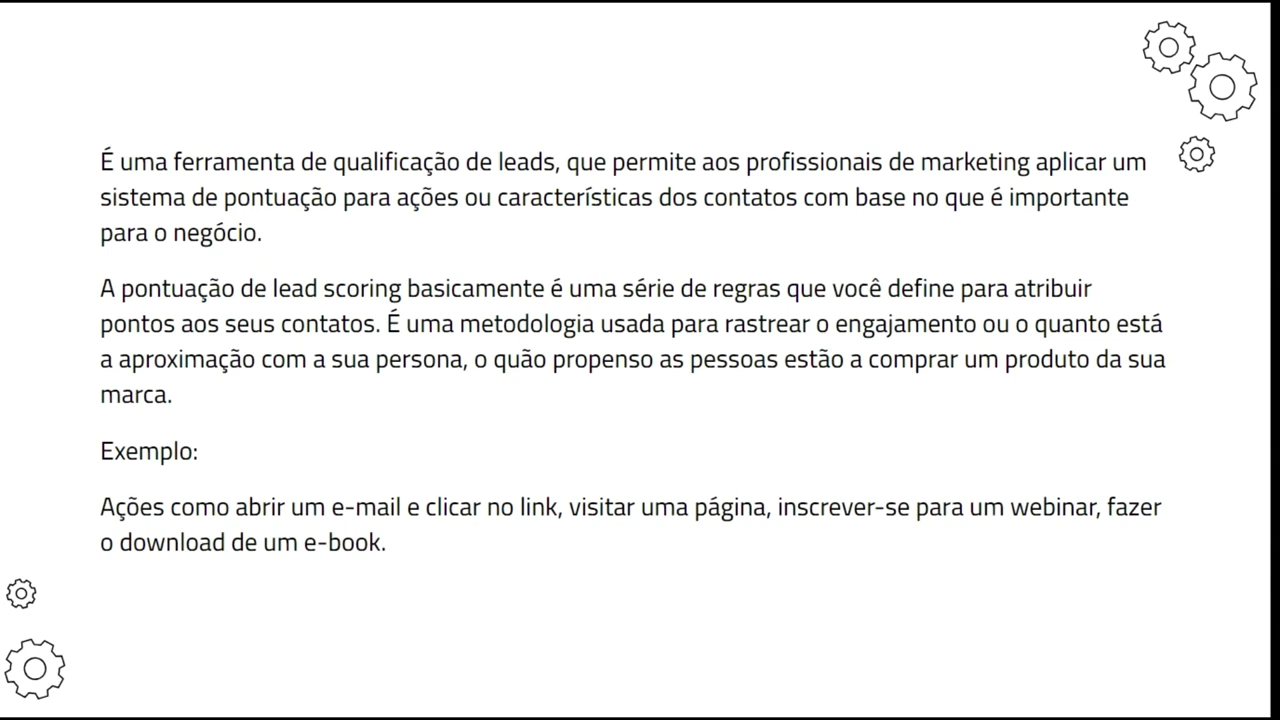 É uma ferramenta de qualificação de leads, que permite aos profissionais de marketing aplicar um
sistema de pontuação para ações ou características dos contatos com base no que é importante
para o negócio.
A pontuação de lead scoring basicamente é uma série de regras que você define para atribuir
pontos aos seus contatos. É uma metodologia usada para rastrear o engajamento ou o quanto está
a aproximação com a sua persona, o quão propenso as pessoas estão a comprar um produto da sua
marca.
Exemplo:
Ações como abrir um e-mail e clicar no link, visitar uma página, inscrever-se para um webinar, fazer
o download de um e-book.